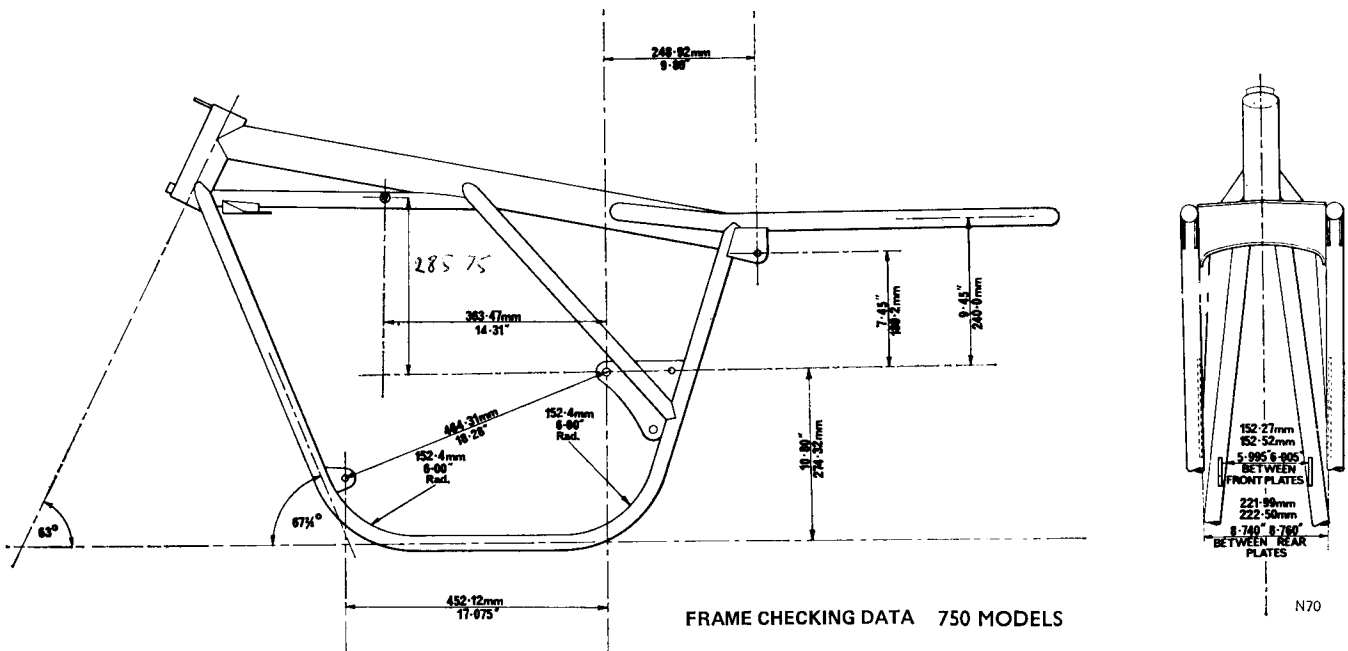 248·92mm
9·80"
285 75
363·47mm
14·31"
7·45"
189·2mm
9·45"
240·0mm
464·31mm
18·28"
152·4mm
6·00"
Rad.
152·4mm
6·00"
Rad.
10·80"
274·32mm
63°
67½°
452·12mm
17·075"
152·27mm
152·52mm
5·995" 6·005"
BETWEEN
FRONT PLATES
221·99mm
222·50mm
8·740" 8·760"
BETWEEN REAR
PLATES
FRAME CHECKING DATA 750 MODELS
N70